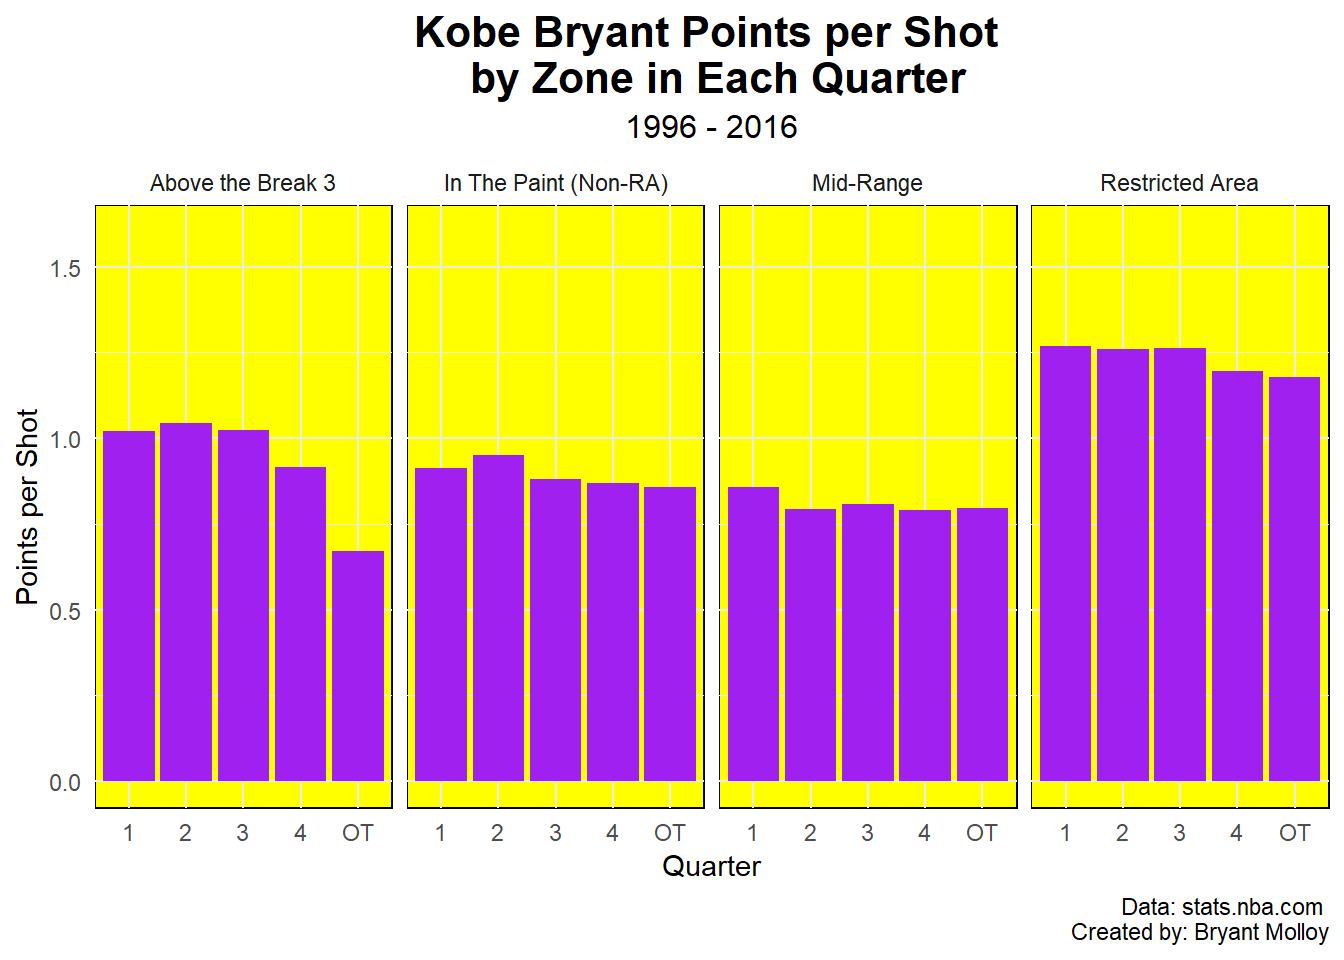 Kobe Bryant Points per Shot
by Zone in Each Quarter
1996 - 2016
Above the Break 3
In The Paint (Non-RA)
Mid-Range
Restricted Area
Points per Shot
1.5
1.0
0.5
0.0
1 2 3 4 OT
1 2 3 4 OT
1 2 3 4 OT
1 2 3 4 OT
Quarter
Data: stats.nba.com
Created by: Bryant Molloy